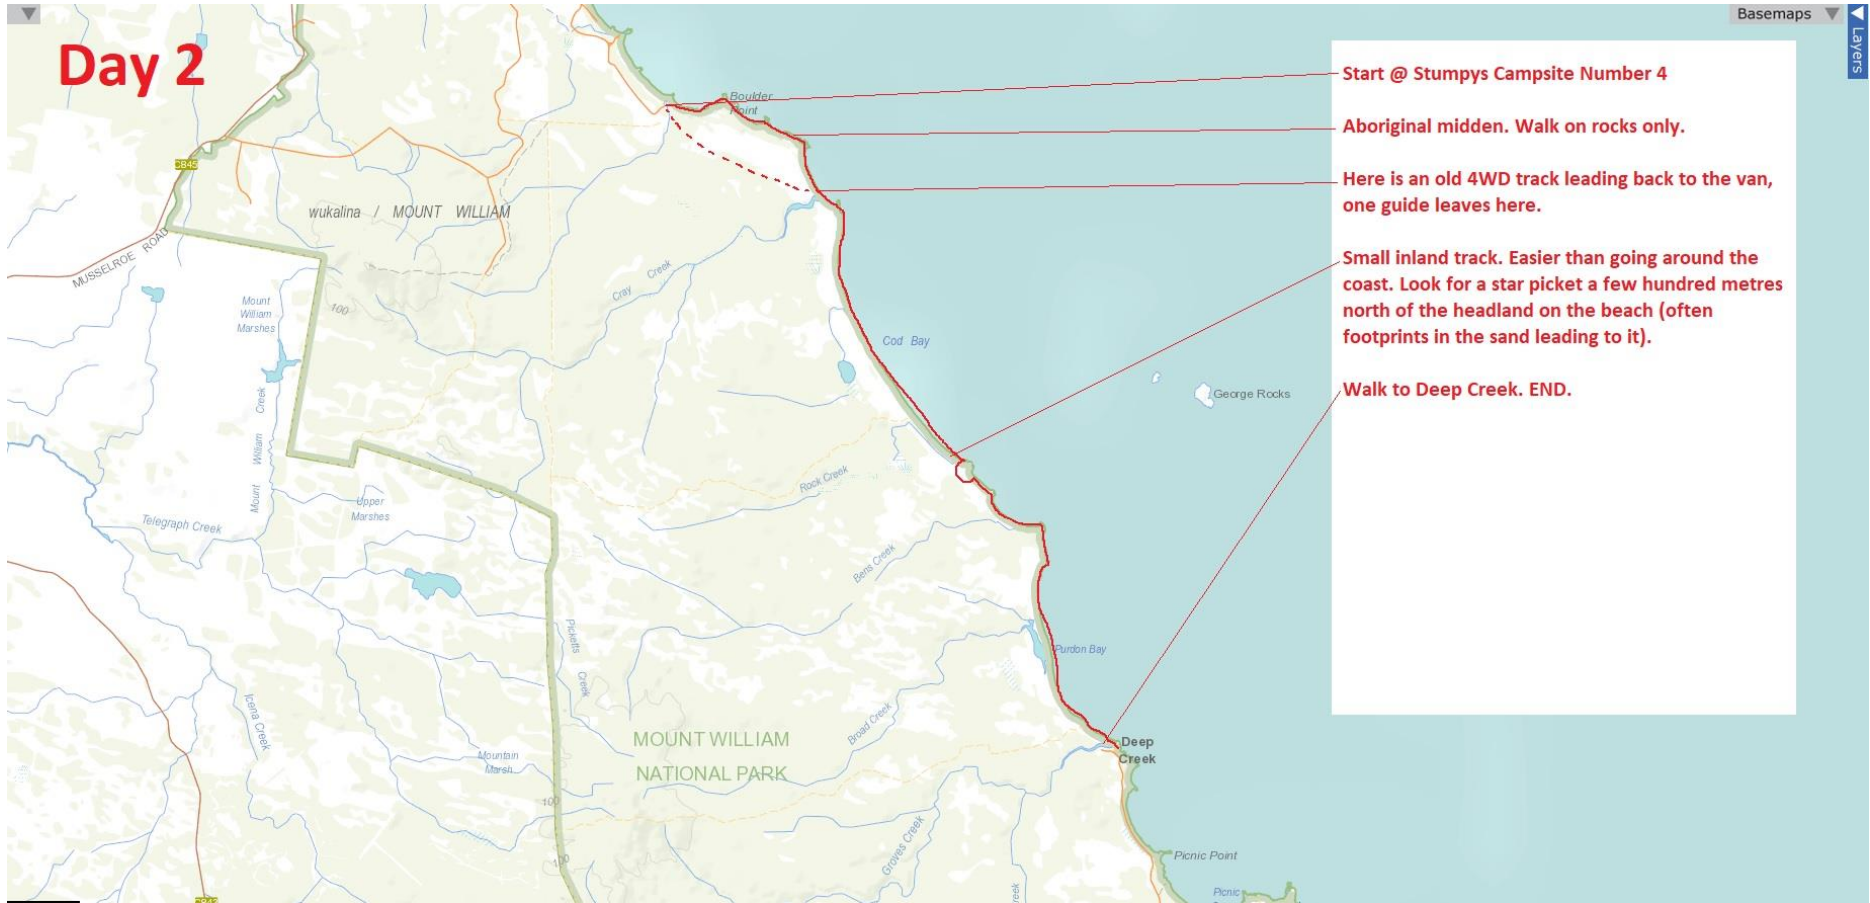 Basemaps
Layers
Day 2
Boulder
Point
C845
wukalina / MOUNT WILLIAM
MUSSELROE ROAD
Cray Creek
100
Mount
William
Marshes
Cod Bay
George Rocks
Mount William Creek
Rock Creek
Upper
Marshes
Telegraph Creek
Bens Creek
Picketts Creek
Purdon Bay
Icena Creek
Broad Creek
MOUNT WILLIAM
NATIONAL PARK
Mountain
Marsh
Deep
Creek
100
Groves Creek
100
Picnic Point
Picnic
C843
Start @ Stumpys Campsite Number 4
Aboriginal midden. Walk on rocks only.
Here is an old 4WD track leading back to the van,
one guide leaves here.
Small inland track. Easier than going around the
coast. Look for a star picket a few hundred metres
north of the headland on the beach (often
footprints in the sand leading to it).
Walk to Deep Creek. END.